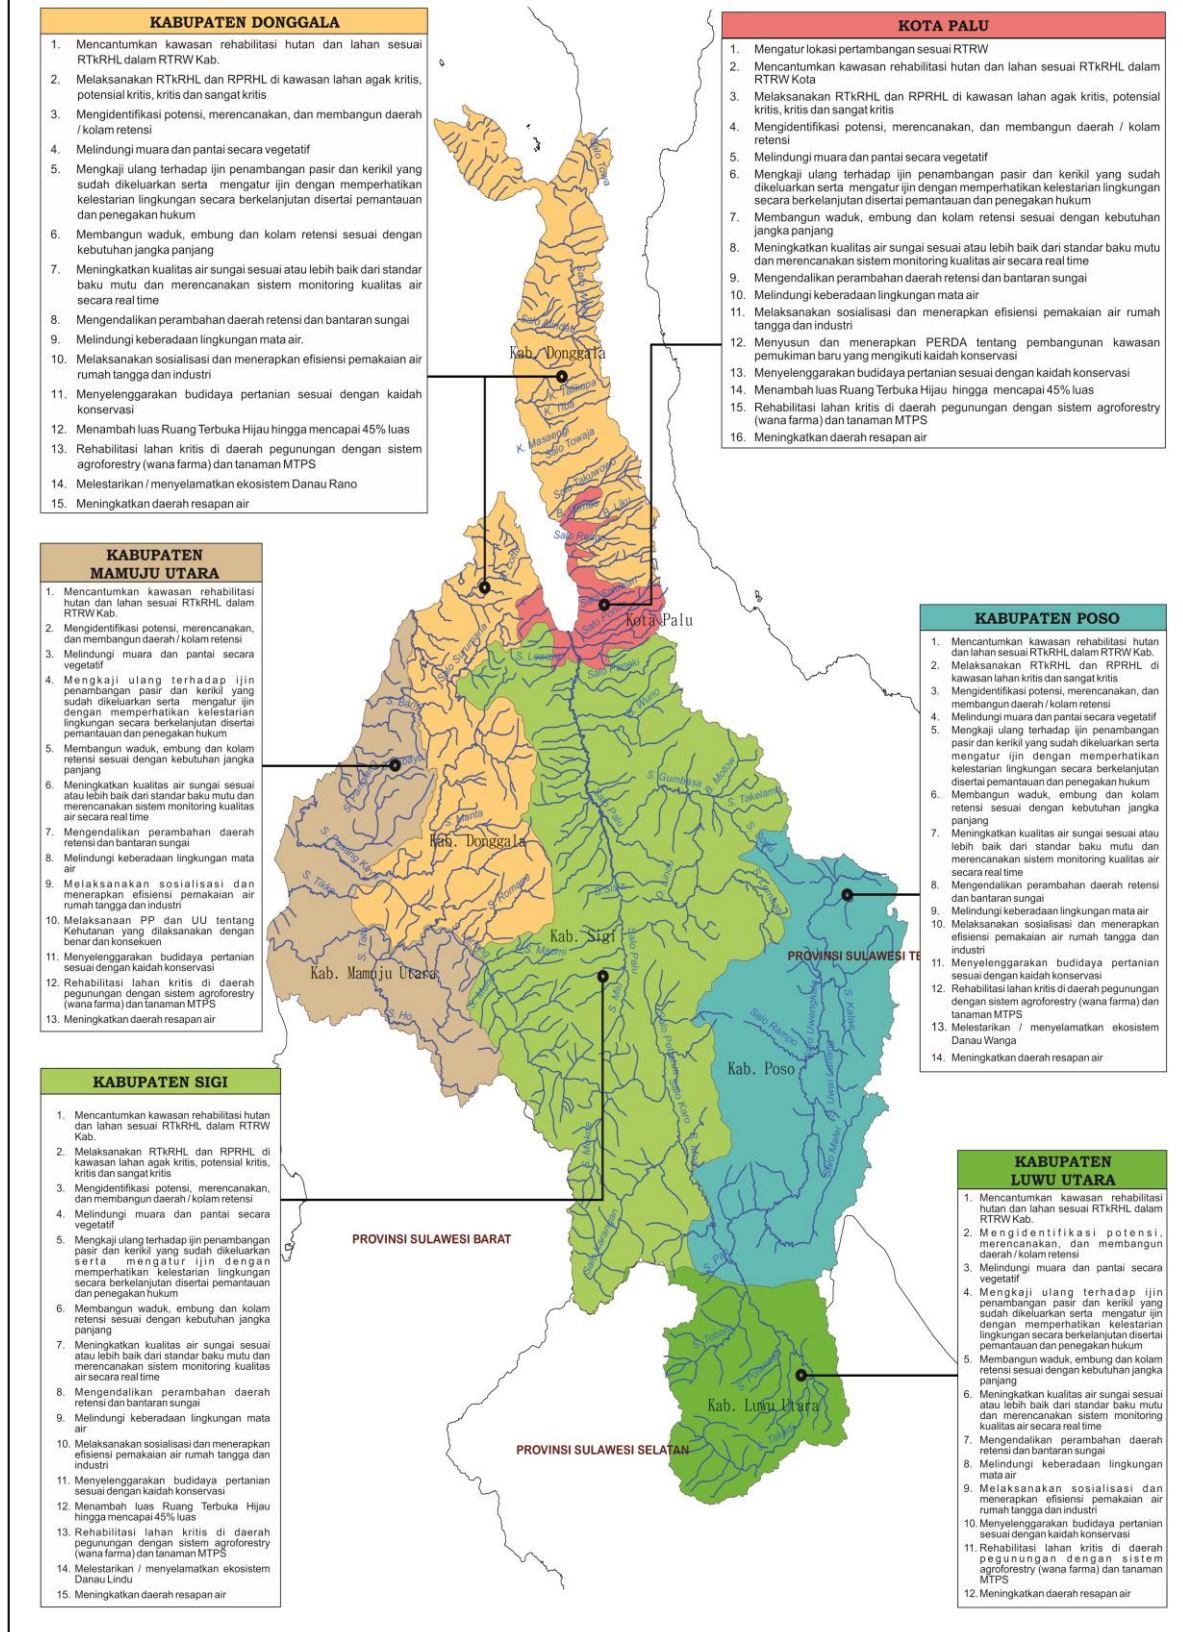 KABUPATEN DONGGALA
1. Mencantumkan kawasan rehabilitasi hutan dan lahan sesuai
RTkRHL dalam RTRW Kab.
2. Melaksanakan RTkRHL dan RPRHL di kawasan lahan agak kritis,
potensial kritis, kritis dan sangat kritis
3. Mengidentifikasi potensi, merencanakan, dan membangun daerah
/ kolam retensi
4. Melindungi muara dan pantai secara vegetatif
5. Mengkaji ulang terhadap ijin penambangan pasir dan kerikil yang
sudah dikeluarkan serta mengatur ijin dengan memperhatikan
kelestarian lingkungan secara berkelanjutan disertai pemantauan
dan penegakan hukum
6. Membangun waduk, embung dan kolam retensi sesuai dengan
kebutuhan jangka panjang
7. Meningkatkan kualitas air sungai sesuai atau lebih baik dari standar
baku mutu dan merencanakan sistem monitoring kualitas air
secara real time
8. Mengendalikan perambahan daerah retensi dan bantaran sungai
9. Melindungi keberadaan lingkungan mata air.
10. Melaksanakan sosialisasi dan menerapkan efisiensi pemakaian air
rumah tangga dan industri
11. Menyelenggarakan budidaya pertanian sesuai dengan kaidah
konservasi
12. Menambah luas Ruang Terbuka Hijau hingga mencapai 45% luas
13. Rehabilitasi lahan kritis di daerah pegunungan dengan sistem
agroforestry (wana farma) dan tanaman MTPS
14. Melestarikan / menyelamatkan ekosistem Danau Rano
15. Meningkatkan daerah resapan air
KOTA PALU
1. Mengatur lokasi pertambangan sesuai RTRW
2. Mencantumkan kawasan rehabilitasi hutan dan lahan sesuai RTkRHL dalam
RTRW Kota
3. Melaksanakan RTkRHL dan RPRHL di kawasan lahan agak kritis, potensial
kritis, kritis dan sangat kritis
4. Mengidentifikasi potensi, merencanakan, dan membangun daerah / kolam
retensi
5. Melindungi muara dan pantai secara vegetatif
6. Mengkaji ulang terhadap ijin penambangan pasir dan kerikil yang sudah
dikeluarkan serta mengatur ijin dengan memperhatikan kelestarian lingkungan
secara berkelanjutan disertai pemantauan dan penegakan hukum
7. Membangun waduk, embung dan kolam retensi sesuai dengan kebutuhan
jangka panjang
8. Meningkatkan kualitas air sungai sesuai atau lebih baik dari standar baku mutu
dan merencanakan sistem monitoring kualitas air secara real time
9. Mengendalikan perambahan daerah retensi dan bantaran sungai
10. Melindungi keberadaan lingkungan mata air
11. Melaksanakan sosialisasi dan menerapkan efisiensi pemakaian air rumah
tangga dan industri
12. Menyusun dan menerapkan PERDA tentang pembangunan kawasan
pemukiman baru yang mengikuti kaidah konservasi
13. Menyelenggarakan budidaya pertanian sesuai dengan kaidah konservasi
14. Menambah luas Ruang Terbuka Hijau hingga mencapai 45% luas
15. Rehabilitasi lahan kritis di daerah pegunungan dengan sistem agroforestry
(wana farma) dan tanaman MTPS
16. Meningkatkan daerah resapan air
KABUPATEN
MAMUJU UTARA
1. Mencantumkan kawasan rehabilitasi
hutan dan lahan sesuai RTkRHL dalam
RTRW Kab.
2. Mengidentifikasi potensi, merencanakan,
dan membangun daerah / kolam retensi
3. Melindungi muara dan pantai secara
vegetatif
4. Mengkaji ulang terhadap ijin
penambangan pasir dan kerikil yang
sudah dikeluarkan serta mengatur ijin
dengan memperhatikan kelestarian
lingkungan secara berkelanjutan disertai
pemantauan dan penegakan hukum
5. Membangun waduk, embung dan kolam
retensi sesuai dengan kebutuhan jangka
panjang
6. Meningkatkan kualitas air sungai sesuai
atau lebih baik dari standar baku mutu dan
merencanakan sistem monitoring kualitas
air secara real time
7. Mengendalikan perambahan daerah
retensi dan bantaran sungai
8. Melindungi keberadaan lingkungan mata
air
9. Melaksanakan sosialisasi dan
menerapkan efisiensi pemakaian air
rumah tangga dan industri
10. Melaksanaan PP dan UU tentang
Kehutanan yang dilaksanakan dengan
benar dan konsekuen
11. Menyelenggarakan budidaya pertanian
sesuai dengan kaidah konservasi
12. Rehabilitasi lahan kritis di daerah
pegunungan dengan sistem agroforestry
(wana farma) dan tanaman MTPS
13. Meningkatkan daerah resapan air
KABUPATEN POSO
1. Mencantumkan kawasan rehabilitasi hutan
dan lahan sesuai RTkRHL dalam RTRW Kab.
2. Melaksanakan RTkRHL dan RPRHL di
kawasan lahan kritis dan sangat kritis
3. Mengidentifikasi potensi, merencanakan, dan
membangun daerah / kolam retensi
4. Melindungi muara dan pantai secara vegetatif
5. Mengkaji ulang terhadap ijin penambangan
pasir dan kerikil yang sudah dikeluarkan serta
mengatur ijin dengan memperhatikan
kelestarian lingkungan secara berkelanjutan
disertai pemantauan dan penegakan hukum
6. Membangun waduk, embung dan kolam
retensi sesuai dengan kebutuhan jangka
panjang
7. Meningkatkan kualitas air sungai sesuai atau
lebih baik dari standar baku mutu dan
merencanakan sistem monitoring kualitas air
secara real time
8. Mengendalikan perambahan daerah retensi
dan bantaran sungai
9. Melindungi keberadaan lingkungan mata air
10. Melaksanakan sosialisasi dan menerapkan
efisiensi pemakaian air rumah tangga dan
industri
11. Menyelenggarakan budidaya pertanian
sesuai dengan kaidah konservasi
12. Rehabilitasi lahan kritis di daerah pegunungan
dengan sistem agroforestry (wana farma) dan
tanaman MTPS
13. Melestarikan / menyelamatkan ekosistem
Danau Wanga
14. Meningkatkan daerah resapan air
KABUPATEN SIGI
1. Mencantumkan kawasan rehabilitasi hutan
dan lahan sesuai RTkRHL dalam RTRW
Kab.
2. Melaksanakan RTkRHL dan RPRHL di
kawasan lahan agak kritis, potensial kritis,
kritis dan sangat kritis
3. Mengidentifikasi potensi, merencanakan,
dan membangun daerah / kolam retensi
4. Melindungi muara dan pantai secara
vegetatif
5. Mengkaji ulang terhadap ijin penambangan
pasir dan kerikil yang sudah dikeluarkan
serta mengatur ijin dengan
memperhatikan kelestarian lingkungan
secara berkelanjutan disertai pemantauan
dan penegakan hukum
6. Membangun waduk, embung dan kolam
retensi sesuai dengan kebutuhan jangka
panjang
7. Meningkatkan kualitas air sungai sesuai
atau lebih baik dari standar baku mutu dan
merencanakan sistem monitoring kualitas
air secara real time
8. Mengendalikan perambahan daerah
retensi dan bantaran sungai
9. Melindungi keberadaan lingkungan mata
air
10. Melaksanakan sosialisasi dan menerapkan
efisiensi pemakaian air rumah tangga dan
industri
11. Menyelenggarakan budidaya pertanian
sesuai dengan kaidah konservasi
12. Menambah luas Ruang Terbuka Hijau
hingga mencapai 45% luas
13. Rehabilitasi lahan kritis di daerah
pegunungan dengan sistem agroforestry
(wana farma) dan tanaman MTPS
14. Melestarikan / menyelamatkan ekosistem
Danau Lindu
15. Meningkatkan daerah resapan air
KABUPATEN
LUWU UTARA
1. Mencantumkan kawasan rehabilitasi
hutan dan lahan sesuai RTkRHL dalam
RTRW Kab.
2. Mengidentifikasi potensi,
merencanakan, dan membangun
daerah / kolam retensi
3. Melindungi muara dan pantai secara
vegetatif
4. Mengkaji ulang terhadap ijin
penambangan pasir dan kerikil yang
sudah dikeluarkan serta mengatur ijin
dengan memperhatikan kelestarian
lingkungan secara berkelanjutan disertai
pemantauan dan penegakan hukum
5. Membangun waduk, embung dan kolam
retensi sesuai dengan kebutuhan jangka
panjang
6. Meningkatkan kualitas air sungai sesuai
atau lebih baik dari standar baku mutu
dan merencanakan sistem monitoring
kualitas air secara real time
7. Mengendalikan perambahan daerah
retensi dan bantaran sungai
8. Melindungi keberadaan lingkungan
mata air
9. Melaksanakan sosialisasi dan
menerapkan efisiensi pemakaian air
rumah tangga dan industri
10. Menyelenggarakan budidaya pertanian
sesuai dengan kaidah konservasi
11. Rehabilitasi lahan kritis di daerah
pegunungan dengan sistem
agroforestry (wana farma) dan tanaman
MTPS
12. Meningkatkan daerah resapan air
Salo Towa
Kab. Donggala
K. Tiba
K. Masaengi
Salo Towaja
B. Liku
Kota Palu
S. Wuno
S. Gumbasa
S. Takelamb
Salo Palu
S. Manta
Kab. Donggala
S. Pasang Kayu
S. Tikke
S. Romane
Kab. Sigi
Salo Palu
Kab. Mamuju Utara
S. Ho
PROVINSI SULAWESI TE
Salo Rampo
S. Kalae
Kab. Poso
Salo Karo
Salo Malei
Salo Karangan
PROVINSI SULAWESI BARAT
Kab. Luwu Utara
PROVINSI SULAWESI SELATAN